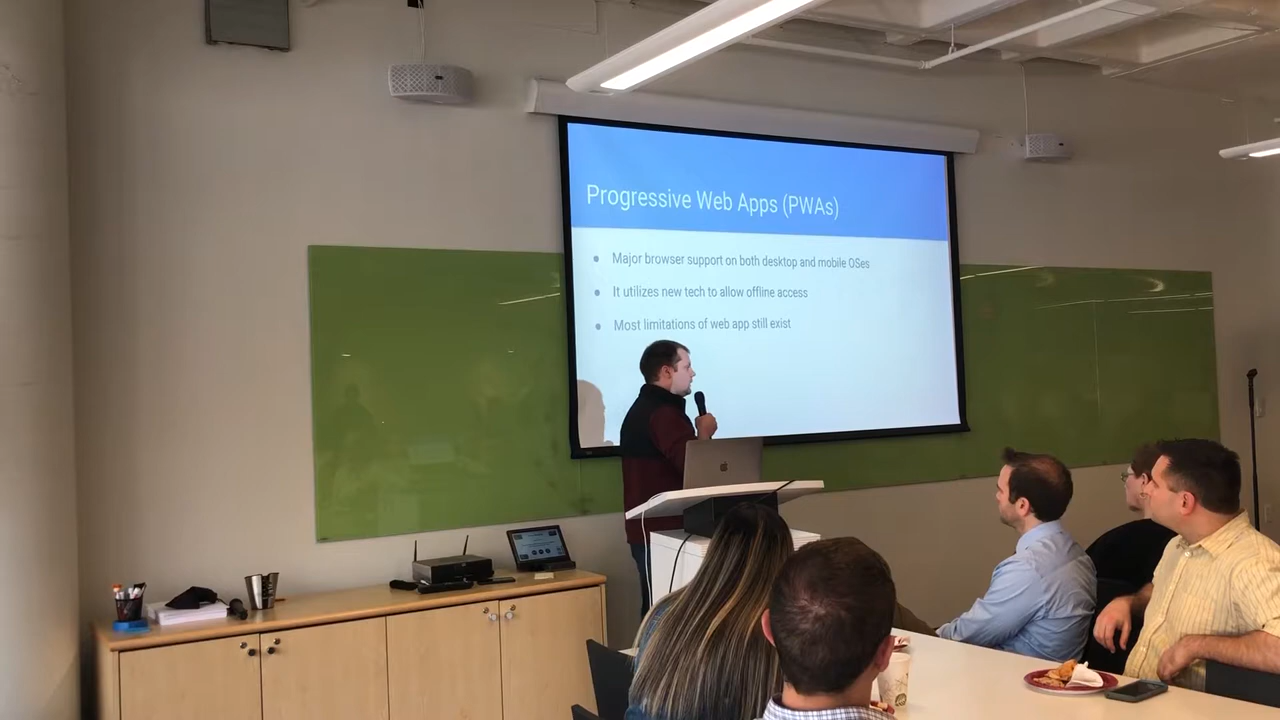 Progressive Web Apps (PWAs)
● Major browser support on both desktop and mobile OSes
● It utilizes new tech to allow offline access
● Most limitations of web app still exist